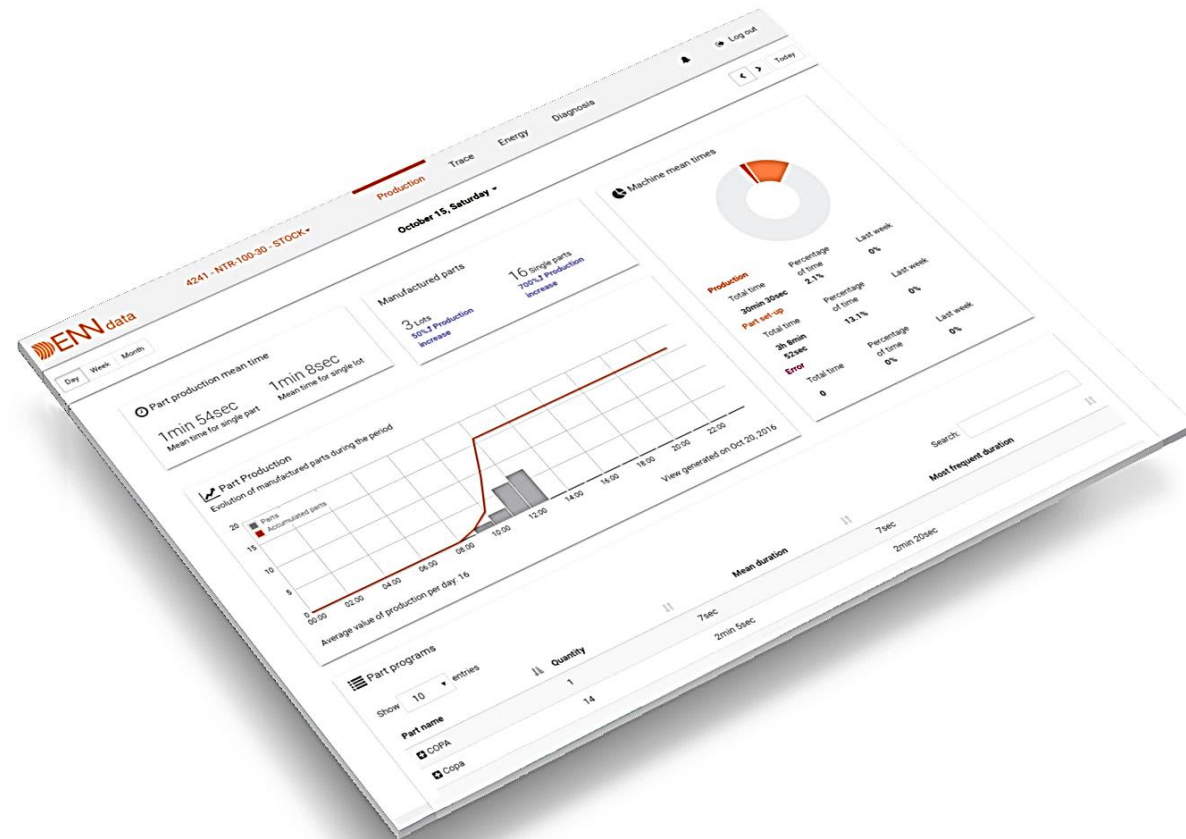 Log out
Today
Production
Trace
Energy
Diagnosis
4241 - NTR-100-30 - STOCK
October 15, Saturday
ENN data
Day
Week
Month
Part production mean time
1min 54sec
Mean time for single part
1min 8sec
Mean time for single lot
Manufactured parts
3 Lots
50% Production
increase
16 Single parts
700% Production
increase
Machine mean times
Production
Total time
30min 30sec
Percentage
of time
2.1%
Last week
0%
Part set-up
Total time
3h 8min
52sec
Percentage
of time
13.1%
Last week
0%
Error
Total time
0
Percentage
of time
0%
Last week
0%
Part Production
Evolution of manufactured parts during the period
Parts
Accumulated parts
20
15
10
5
0
00:00
02:00
04:00
06:00
08:00
10:00
12:00
14:00
16:00
18:00
20:00
22:00
Average value of production per day: 16
View generated on Oct 20, 2016
Part programs
Show 10 entries
Search:
Part name
Quantity
Mean duration
Most frequent duration
COPA
1
7sec
7sec
Copa
14
2min 5sec
2min 20sec